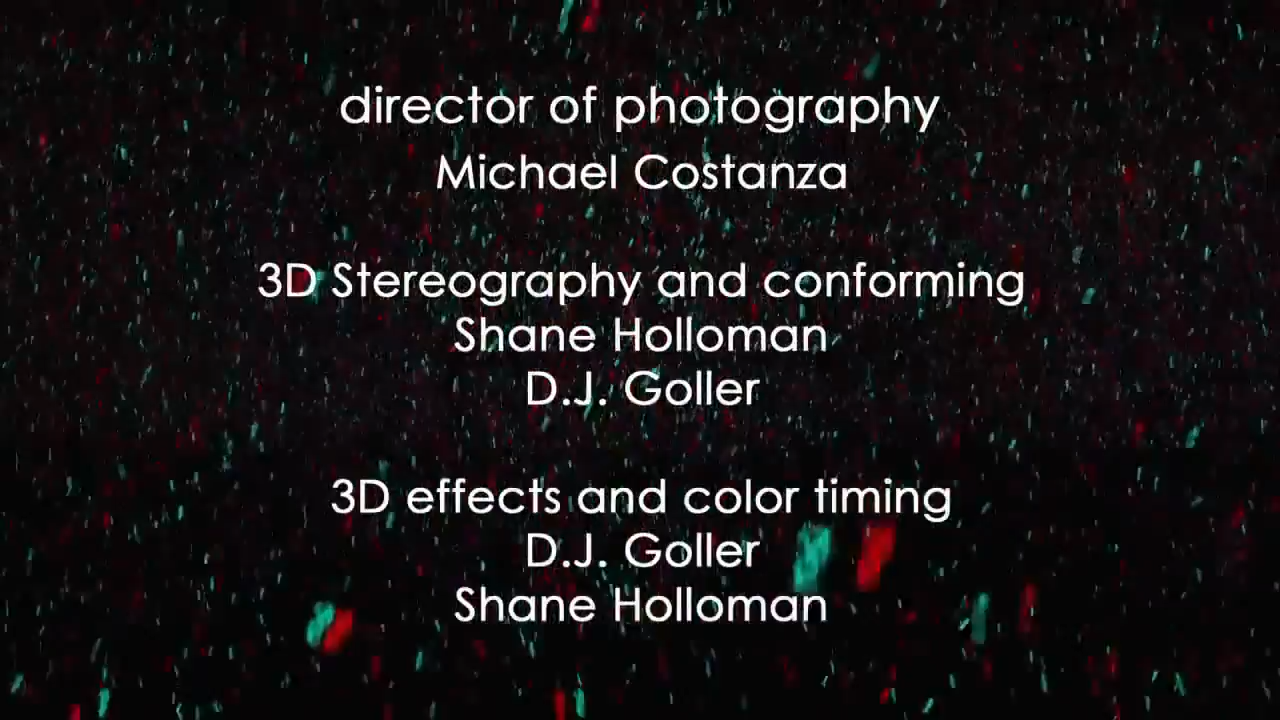 director of photography
Michael Costanza
3D Stereography and conforming
Shane Holloman
D.J. Goller
3D effects and color timing
D.J. Goller
Shane Holloman